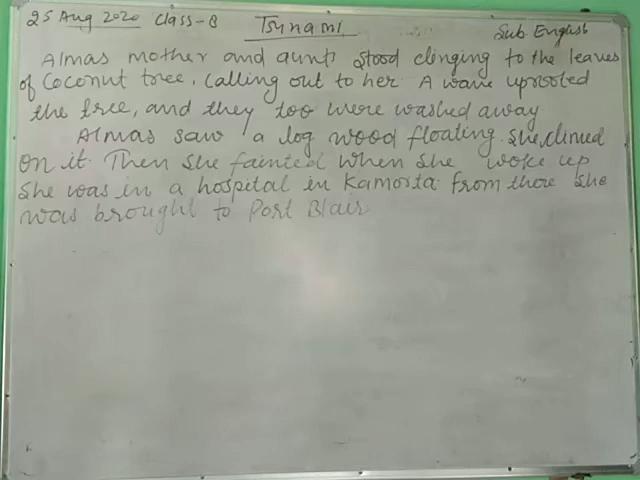 25 Aug 2020 Class-8 Tsunami Sub English
Almas mother and aunts stood clinging to the leaves
of Coconut tree, calling out to her. A wave uprooted
the tree, and they too were washed away.
Almas saw a log wood floating. She climed
on it. Then she fainted when she woke up
she was in a hospital in Kamorta from there she
was brought to Port Blair